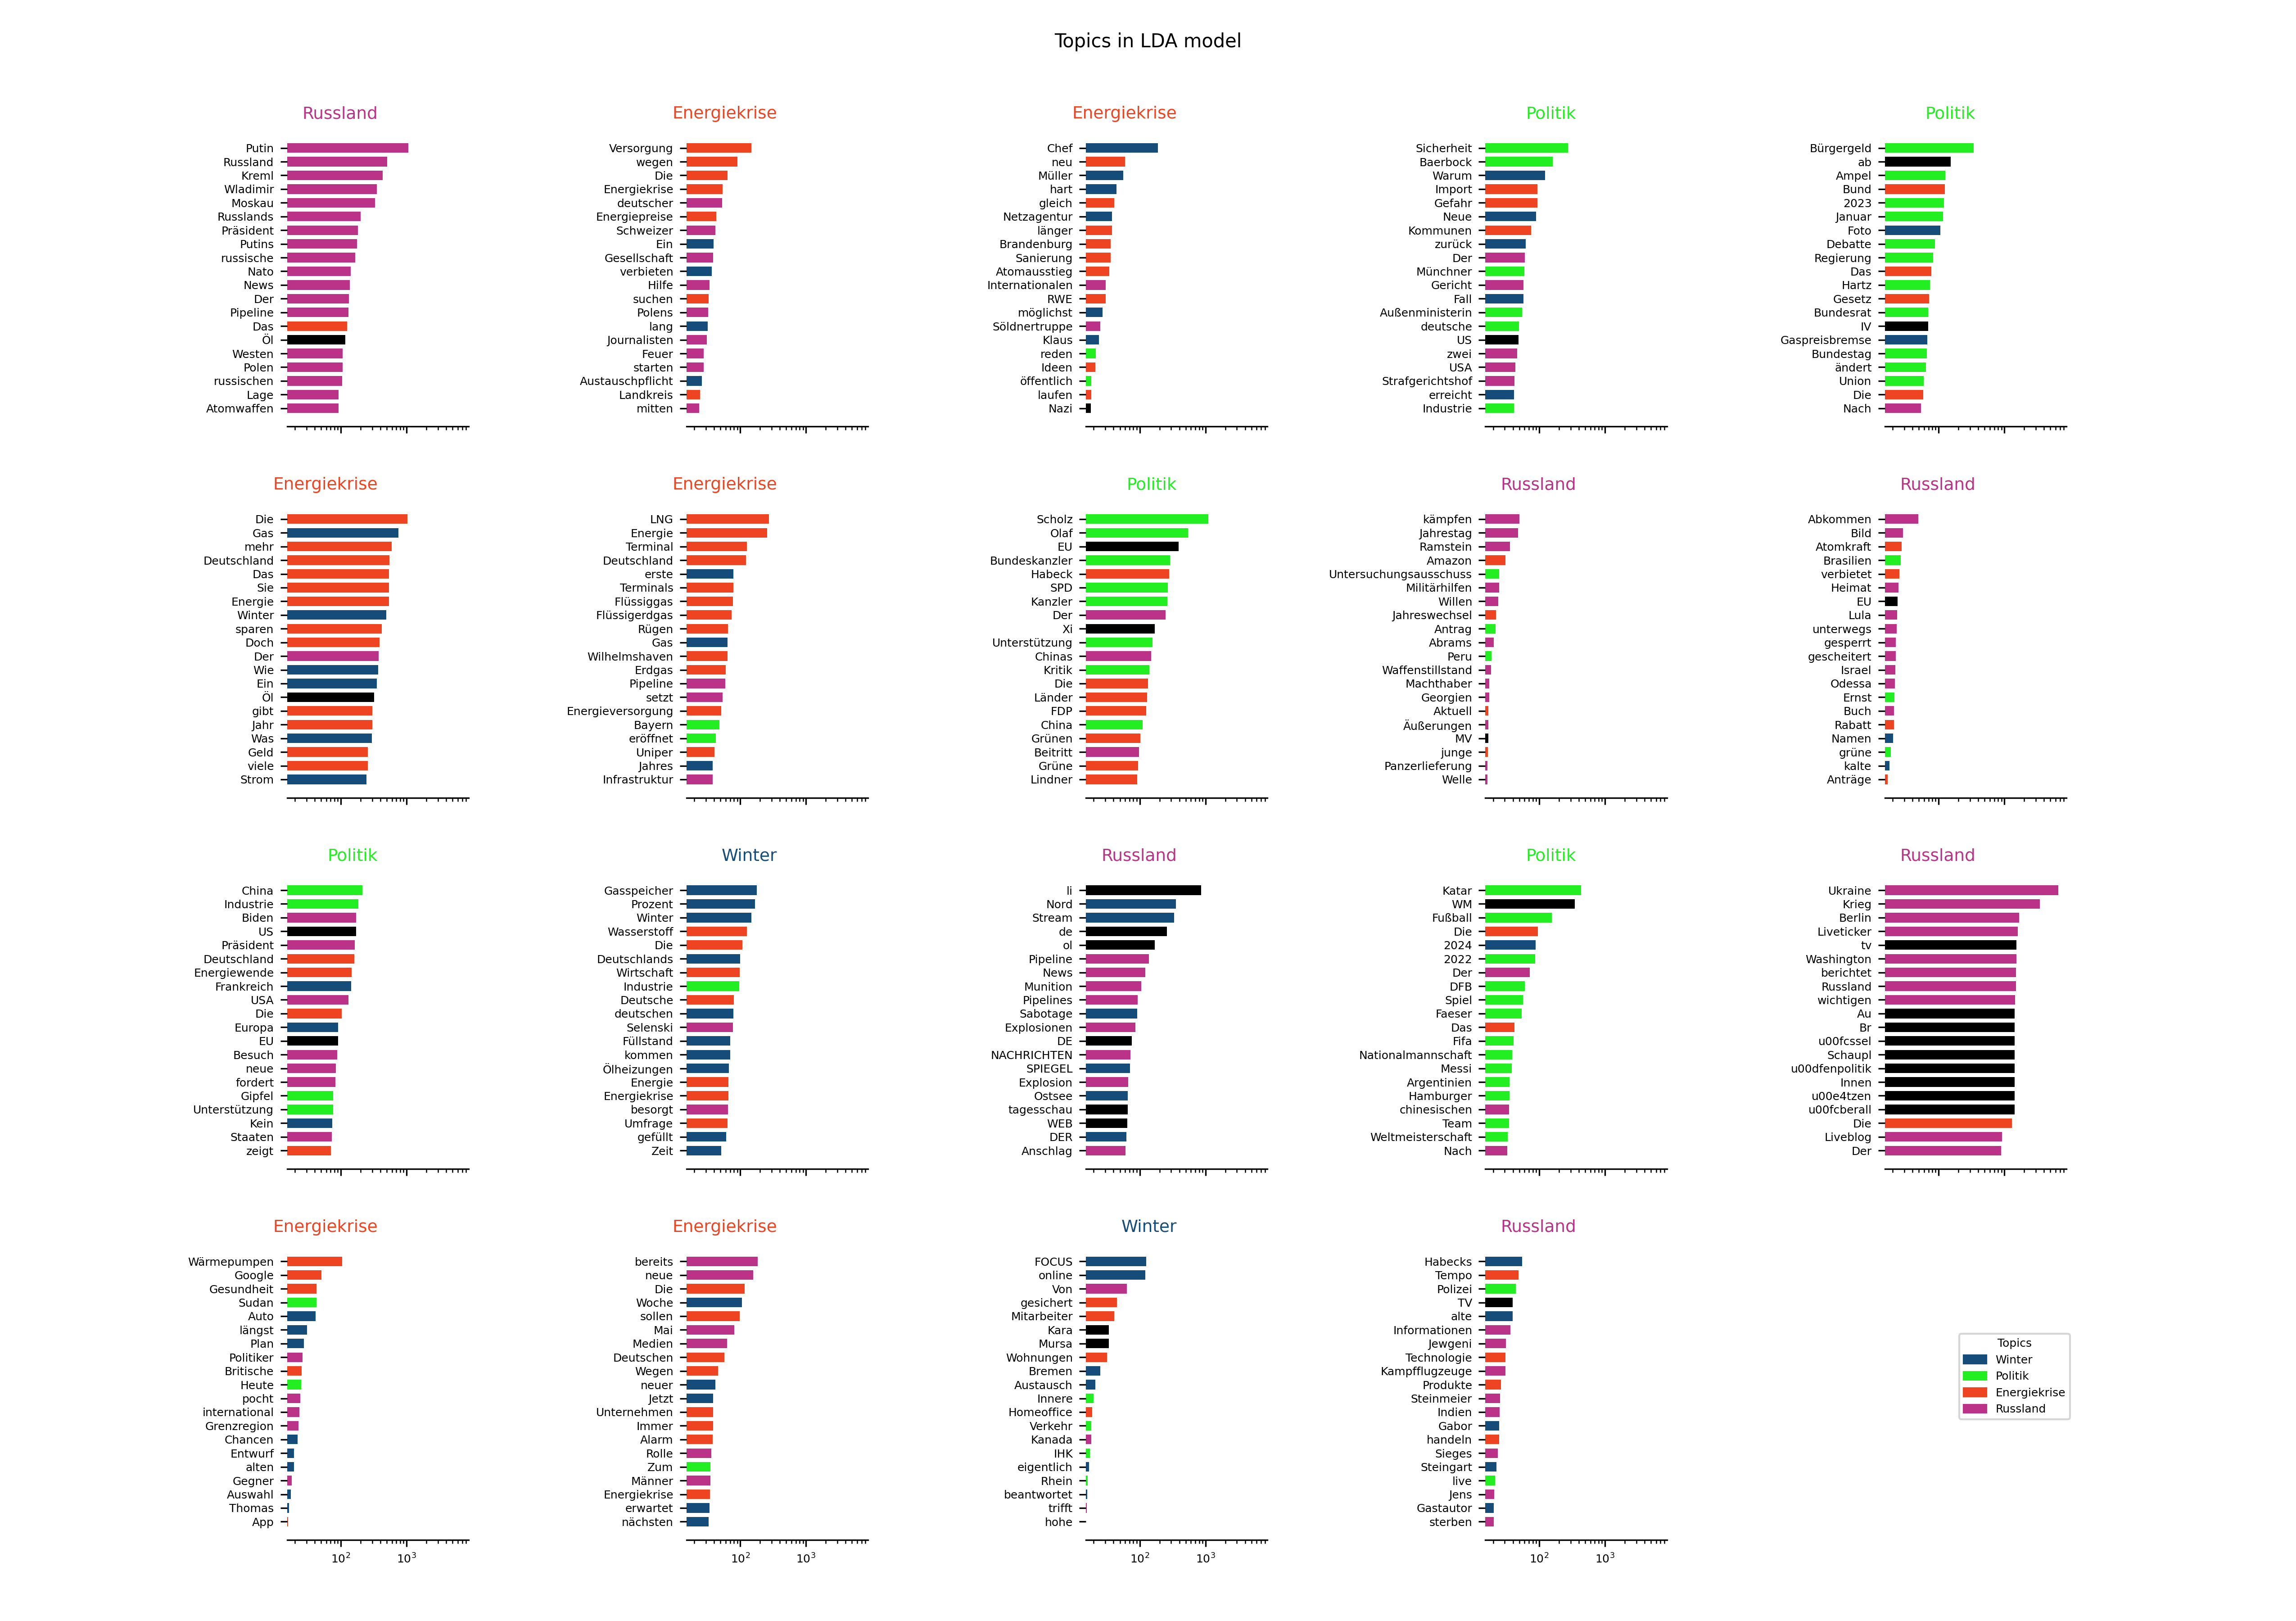 Topics in LDA model
Russland
Putin
Russland
Kreml
Wladimir
Moskau
Russlands
Präsident
Putins
russische
Nato
News
Der
Pipeline
Das
Öl
Westen
Polen
russischen
Lage
Atomwaffen
Energiekrise
Versorgung
wegen
Die
Energiekrise
deutscher
Energiepreise
Schweizer
Ein
Gesellschaft
verbieten
Hilfe
suchen
Polens
lang
Journalisten
Feuer
starten
Austauschpflicht
Landkreis
mitten
Energiekrise
Chef
neu
Müller
hart
gleich
Netzagentur
länger
Brandenburg
Sanierung
Atomausstieg
Internationalen
RWE
möglichst
Söldnertruppe
Klaus
reden
Ideen
öffentlich
laufen
Nazi
Politik
Sicherheit
Baerbock
Warum
Import
Gefahr
Neue
Kommunen
zurück
Der
Münchner
Gericht
Fall
Außenministerin
deutsche
US
zwei
USA
Strafgerichtshof
erreicht
Industrie
Politik
Bürgergeld
ab
Ampel
Bund
2023
Januar
Foto
Debatte
Regierung
Das
Hartz
Gesetz
Bundesrat
IV
Gaspreisbremse
Bundestag
ändert
Union
Die
Nach
Energiekrise
Die
Gas
mehr
Deutschland
Das
Sie
Energie
Winter
sparen
Doch
Der
Wie
Ein
Öl
gibt
Jahr
Was
Geld
viele
Strom
Energiekrise
LNG
Energie
Terminal
Deutschland
erste
Terminals
Flüssiggas
Flüssigerdgas
Rügen
Gas
Wilhelmshaven
Erdgas
Pipeline
setzt
Energieversorgung
Bayern
eröffnet
Uniper
Jahres
Infrastruktur
Politik
Scholz
Olaf
EU
Bundeskanzler
Habeck
SPD
Kanzler
Der
Xi
Unterstützung
Chinas
Kritik
Die
Länder
FDP
China
Grünen
Beitritt
Grüne
Lindner
Russland
kämpfen
Jahrestag
Ramstein
Amazon
Untersuchungsausschuss
Militärhilfen
Willen
Jahreswechsel
Antrag
Abrams
Peru
Waffenstillstand
Machthaber
Georgien
Aktuell
Äußerungen
MV
junge
Panzerlieferung
Welle
Russland
Abkommen
Bild
Atomkraft
Brasilien
verbietet
Heimat
EU
Lula
unterwegs
gesperrt
gescheitert
Israel
Odessa
Ernst
Buch
Rabatt
Namen
grüne
kalte
Anträge
Politik
China
Industrie
Biden
US
Präsident
Deutschland
Energiewende
Frankreich
USA
Die
Europa
EU
Besuch
neue
fordert
Gipfel
Unterstützung
Kein
Staaten
zeigt
Winter
Gasspeicher
Prozent
Winter
Wasserstoff
Die
Deutschlands
Wirtschaft
Industrie
Deutsche
deutschen
Selenski
Füllstand
kommen
Ölheizungen
Energie
Energiekrise
besorgt
Umfrage
gefüllt
Zeit
Russland
li
Nord
Stream
de
ol
Pipeline
News
Munition
Pipelines
Sabotage
Explosionen
DE
NACHRICHTEN
SPIEGEL
Explosion
Ostsee
tagesschau
WEB
DER
Anschlag
Politik
Katar
WM
Fußball
Die
2024
2022
Der
DFB
Spiel
Faeser
Das
Fifa
Nationalmannschaft
Messi
Argentinien
Hamburger
chinesischen
Team
Weltmeisterschaft
Nach
Russland
Ukraine
Krieg
Berlin
Liveticker
tv
Washington
berichtet
Russland
wichtigen
Au
Br
u00fcssel
Schaupl
u00dfenpolitik
Innen
u00e4tzen
u00fcberall
Die
Liveblog
Der
Energiekrise
Wärmepumpen
Google
Gesundheit
Sudan
Auto
längst
Plan
Politiker
Britische
Heute
pocht
international
Grenzregion
Chancen
Entwurf
alten
Gegner
Auswahl
Thomas
App
10² 10³
Energiekrise
bereits
neue
Die
Woche
sollen
Mai
Medien
Deutschen
Wegen
neuer
Jetzt
Unternehmen
Immer
Alarm
Rolle
Zum
Männer
Energiekrise
erwartet
nächsten
10² 10³
Winter
FOCUS
online
Von
gesichert
Mitarbeiter
Kara
Mursa
Wohnungen
Bremen
Austausch
Innere
Homeoffice
Verkehr
Kanada
IHK
eigentlich
Rhein
beantwortet
trifft
hohe
10² 10³
Russland
Habecks
Tempo
Polizei
TV
alte
Informationen
Jewgeni
Technologie
Kampfflugzeuge
Produkte
Steinmeier
Indien
Gabor
handeln
Sieges
Steingart
live
Jens
Gastautor
sterben
10² 10³
Topics
Winter
Politik
Energiekrise
Russland